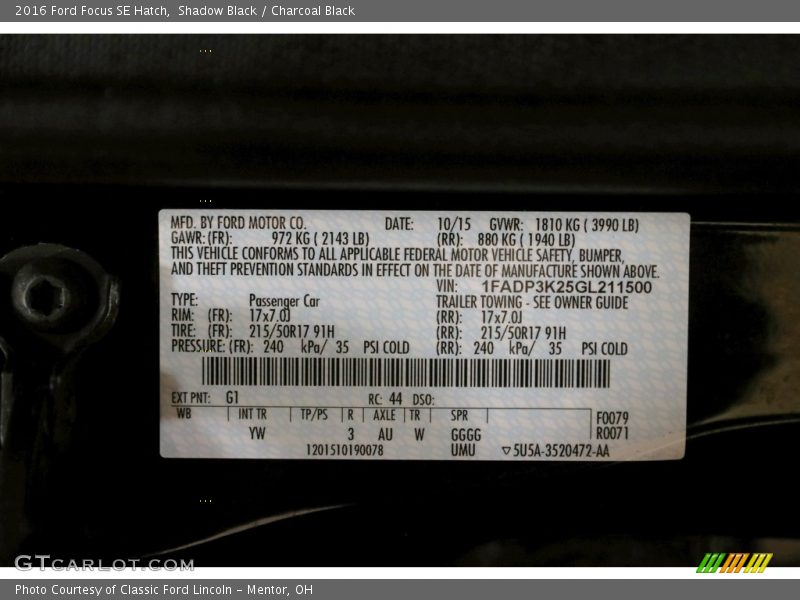 2016 Ford Focus SE Hatch, Shadow Black / Charcoal Black
MFD. BY FORD MOTOR CO. DATE: 10/15 GVWR: 1810 KG ( 3990 LB)
GAWR: (FR): 972 KG ( 2143 LB) (RR): 880 KG ( 1940 LB)
THIS VEHICLE CONFORMS TO ALL APPLICABLE FEDERAL MOTOR VEHICLE SAFETY, BUMPER,
AND THEFT PREVENTION STANDARDS IN EFFECT ON THE DATE OF MANUFACTURE SHOWN ABOVE.
VIN: 1FADP3K25GL211500
TYPE: Passenger Car TRAILER TOWING - SEE OWNER GUIDE
RIM: (FR): 17x7.0J (RR): 17x7.0J
TIRE: (FR): 215/50R17 91H (RR): 215/50R17 91H
PRESSURE: (FR): 240 kPa/ 35 PSI COLD (RR): 240 kPa/ 35 PSI COLD
EXT PNT: G1 RC: 44 DSO:
WB INT TR TP/PS R AXLE TR SPR F0079
YW 3 AU W GGGG R0071
1201510190078 UMU ▽5U5A-3520472-AA
GTCARLOT.COM
Photo Courtesy of Classic Ford Lincoln - Mentor, OH